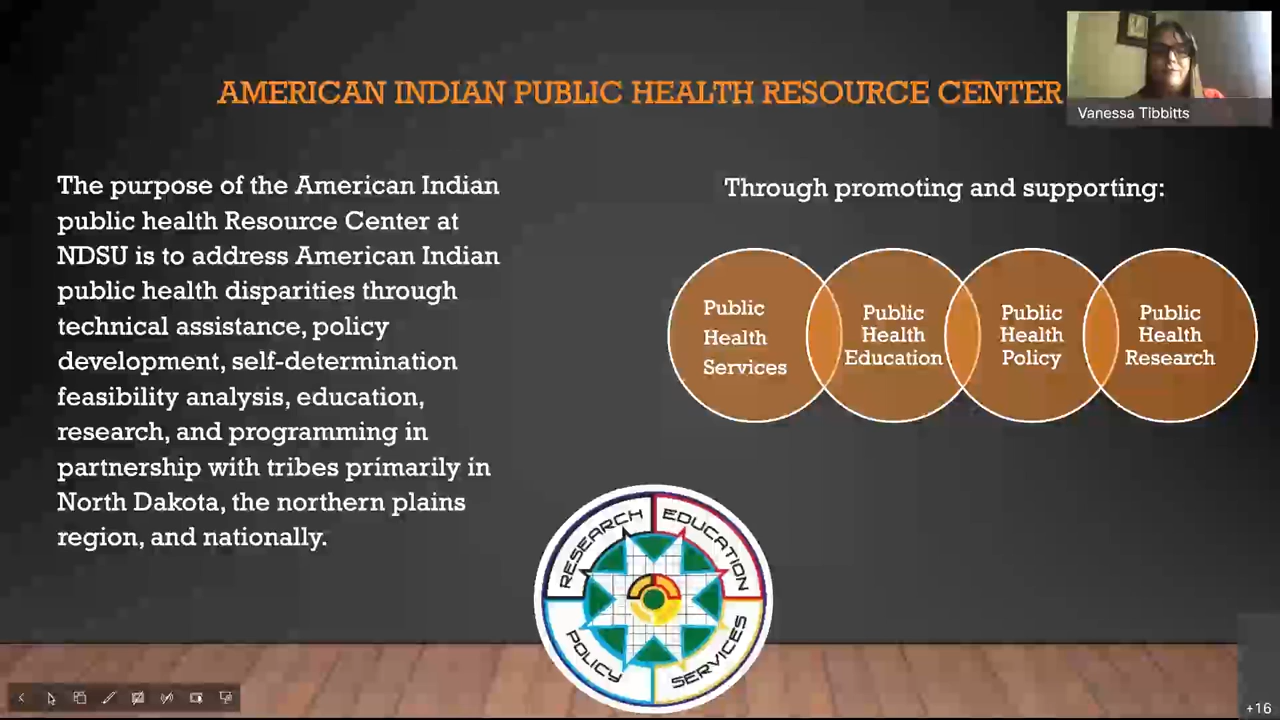 AMERICAN INDIAN PUBLIC HEALTH RESOURCE CENTER
Vanessa Tibbitts
The purpose of the American Indian
public health Resource Center at
NDSU is to address American Indian
public health disparities through
technical assistance, policy
development, self-determination
feasibility analysis, education,
research, and programming in
partnership with tribes primarily in
North Dakota, the northern plains
region, and nationally.
Through promoting and supporting:
Public
Health
Services
Public
Health
Education
Public
Health
Policy
Public
Health
Research
RESEARCH
EDUCATION
POLICY
SERVICES
+16